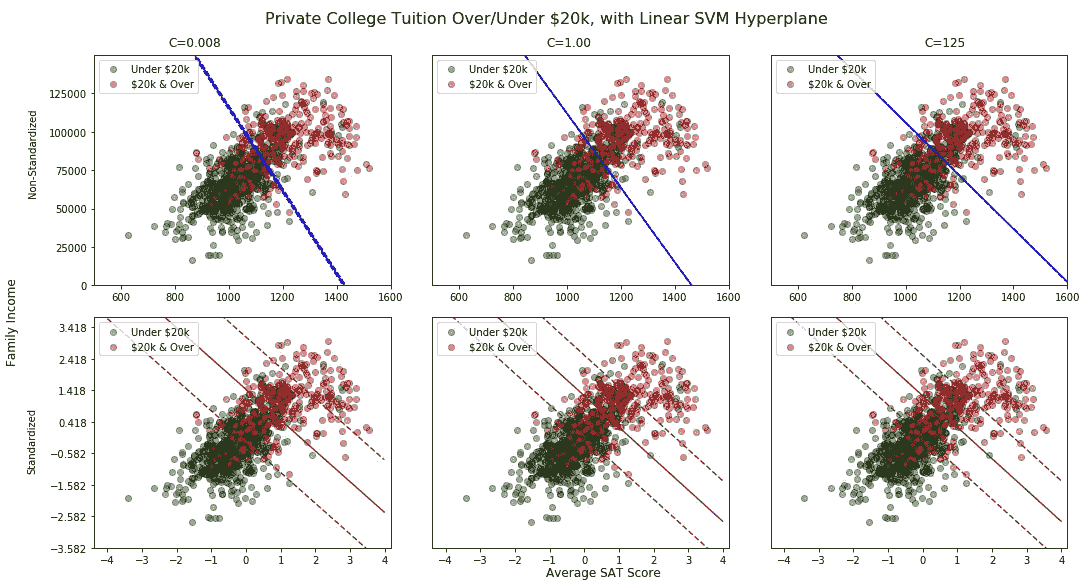 Private College Tuition Over/Under $20k, with Linear SVM Hyperplane
C=0.008
C=1.00
C=125
Under $20k
$20k & Over
Under $20k
$20k & Over
Under $20k
$20k & Over
Non-Standardized
125000
100000
75000
50000
25000
0
600 800 1000 1200 1400 1600
600 800 1000 1200 1400 1600
600 800 1000 1200 1400 1600
Family Income
Under $20k
$20k & Over
Under $20k
$20k & Over
Under $20k
$20k & Over
Standardized
3.418
2.418
1.418
0.418
−0.582
−1.582
−2.582
−3.582
−4 −3 −2 −1 0 1 2 3 4
−4 −3 −2 −1 0 1 2 3 4
−4 −3 −2 −1 0 1 2 3 4
Average SAT Score